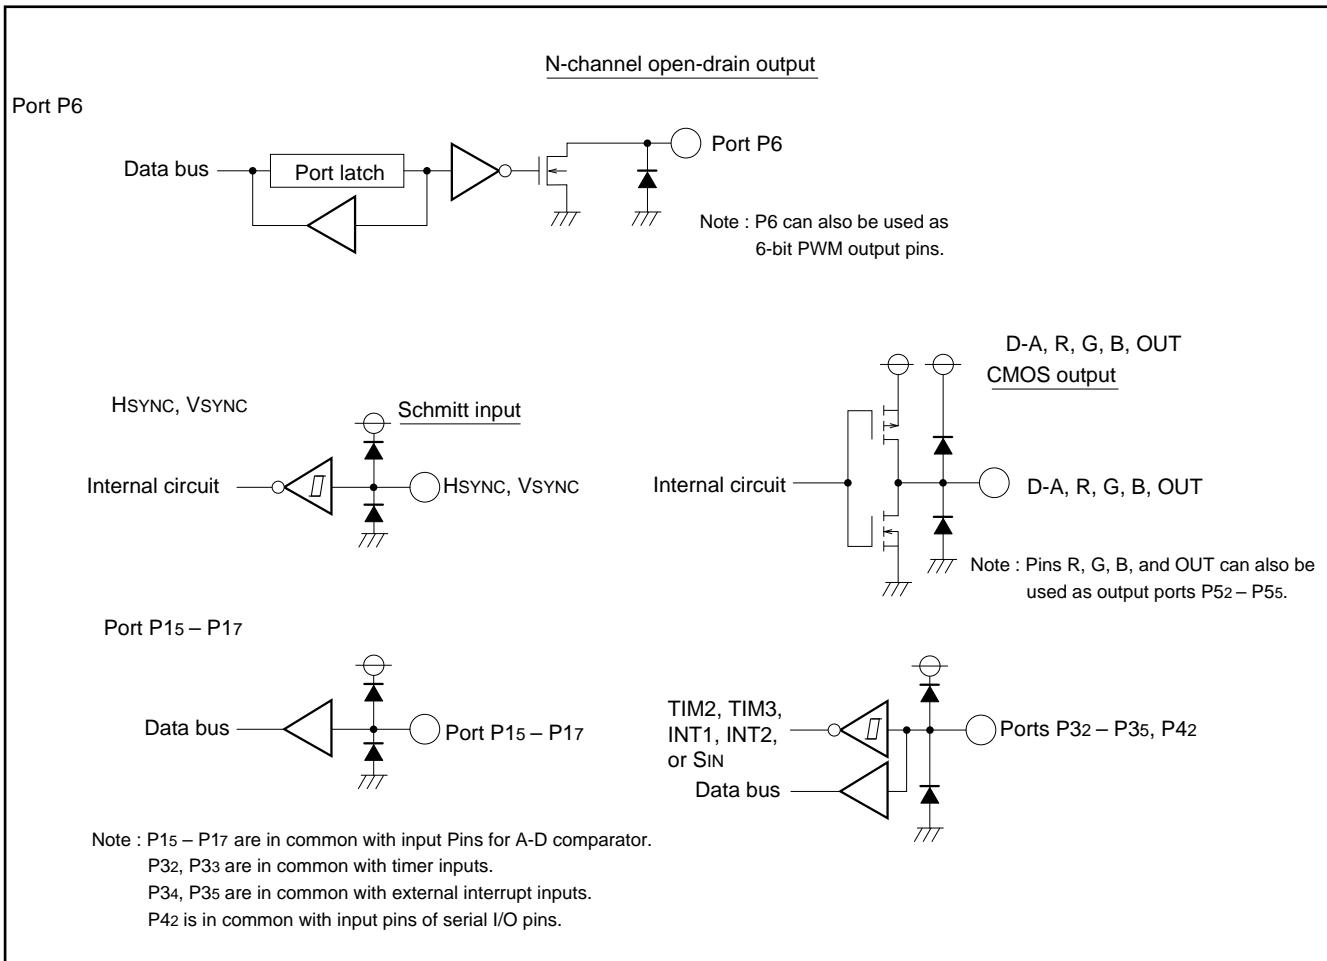 N-channel open-drain output
Port P6
Data bus
Port latch
Port P6
Note : P6 can also be used as
6-bit PWM output pins.
HSYNC, VSYNC
Schmitt input
Internal circuit
HSYNC, VSYNC
D-A, R, G, B, OUT
CMOS output
Internal circuit
D-A, R, G, B, OUT
Note : Pins R, G, B, and OUT can also be
used as output ports P52 – P55.
Port P15 – P17
Data bus
Port P15 – P17
TIM2, TIM3,
INT1, INT2,
or SIN
Data bus
Ports P32 – P35, P42
Note : P15 – P17 are in common with input Pins for A-D comparator.
P32, P33 are in common with timer inputs.
P34, P35 are in common with external interrupt inputs.
P42 is in common with input pins of serial I/O pins.